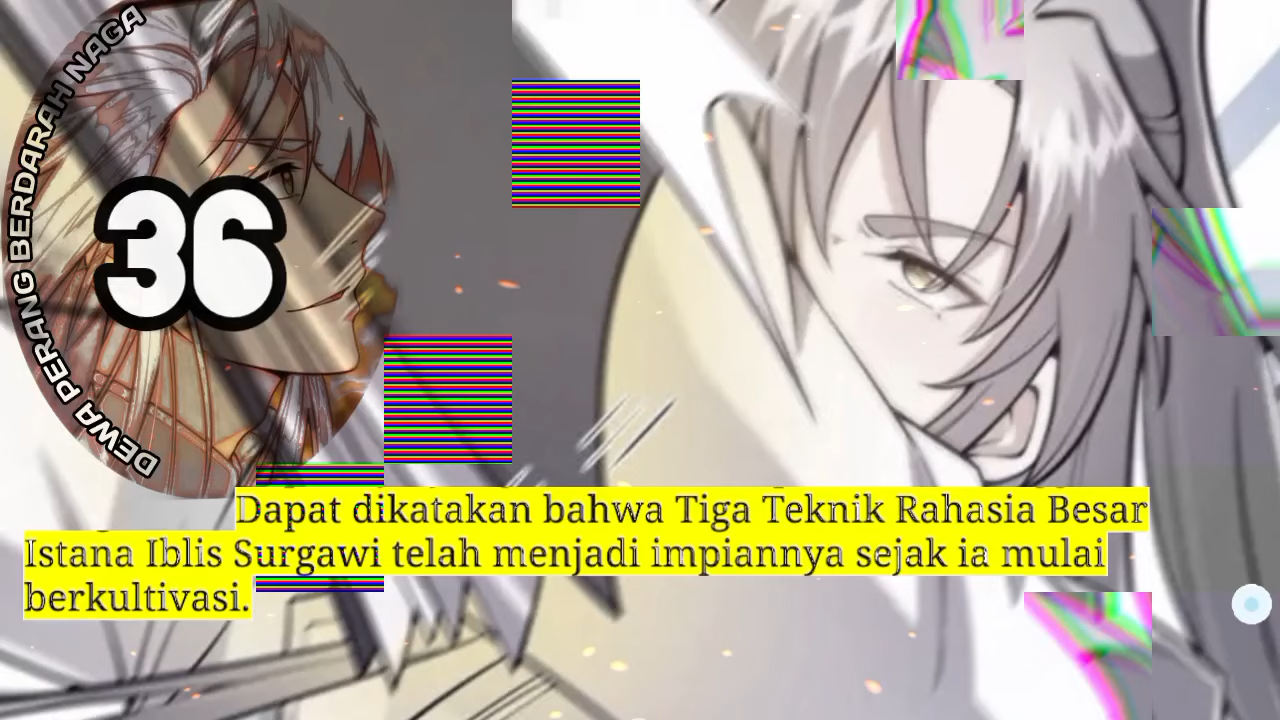 DEWA PERANG BERDARAH NAGA
36
Dapat dikatakan bahwa Tiga Teknik Rahasia Besar
Istana Iblis Surgawi telah menjadi impiannya sejak ia mulai
berkultivasi.